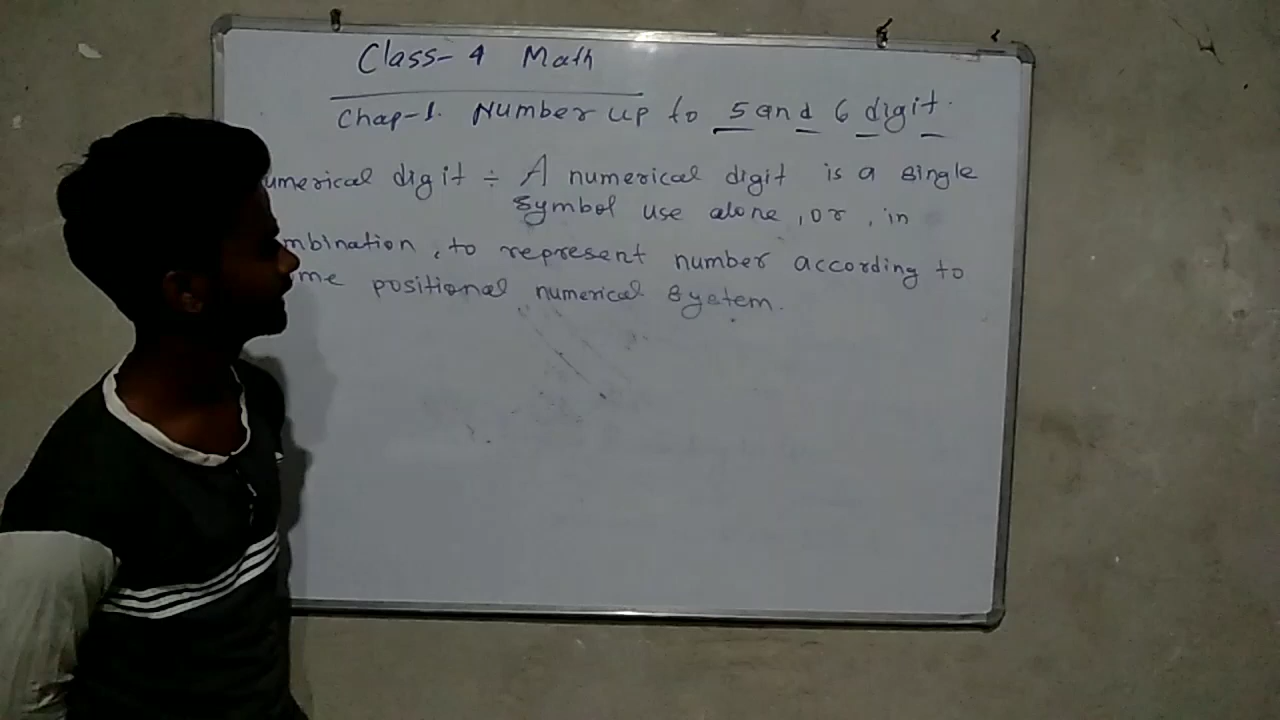 Class- 4 Math
Chap-1. Number up to 5 and 6 digit.
umerical digit ÷ A numerical digit is a single
symbol use alone, or, in
mbination, to represent number according to
me positional numerical system.